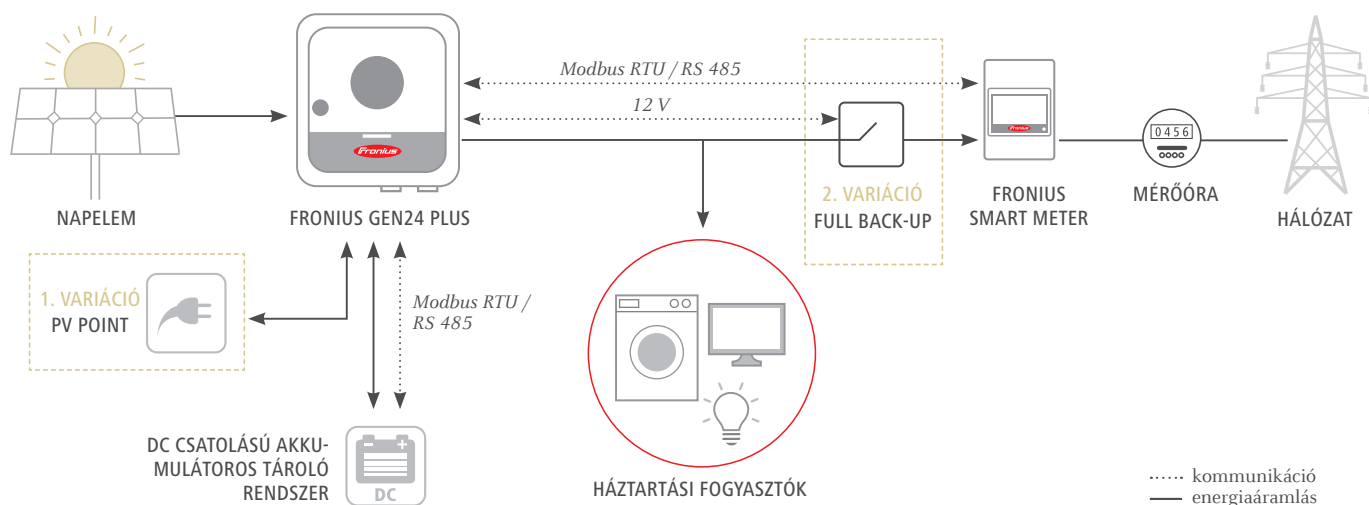 Modbus RTU / RS 485
12 V
Fronius
Fronius
0456
NAPELEM
FRONIUS GEN24 PLUS
2. VARIÁCIÓ
FULL BACK-UP
FRONIUS
SMART METER
MÉRŐÓRA
HÁLÓZAT
1. VARIÁCIÓ
PV POINT
Modbus RTU /
RS 485
DC CSATOLÁSÚ AKKU-
MULÁTOROS TÁROLÓ
RENDSZER
DC
HÁZTARTÁSI FOGYASZTÓK
kommunikáció
energiaáramlás